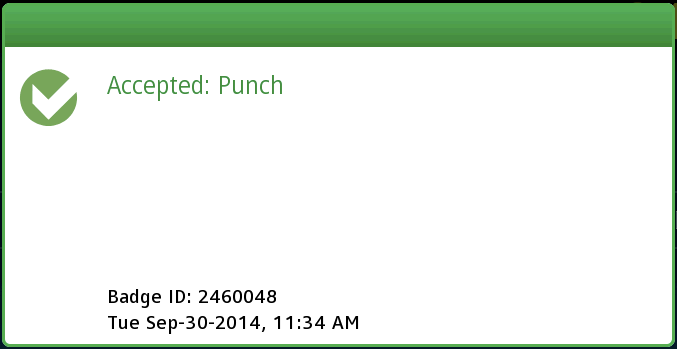 Accepted: Punch
Badge ID: 2460048
Tue Sep-30-2014, 11:34 AM